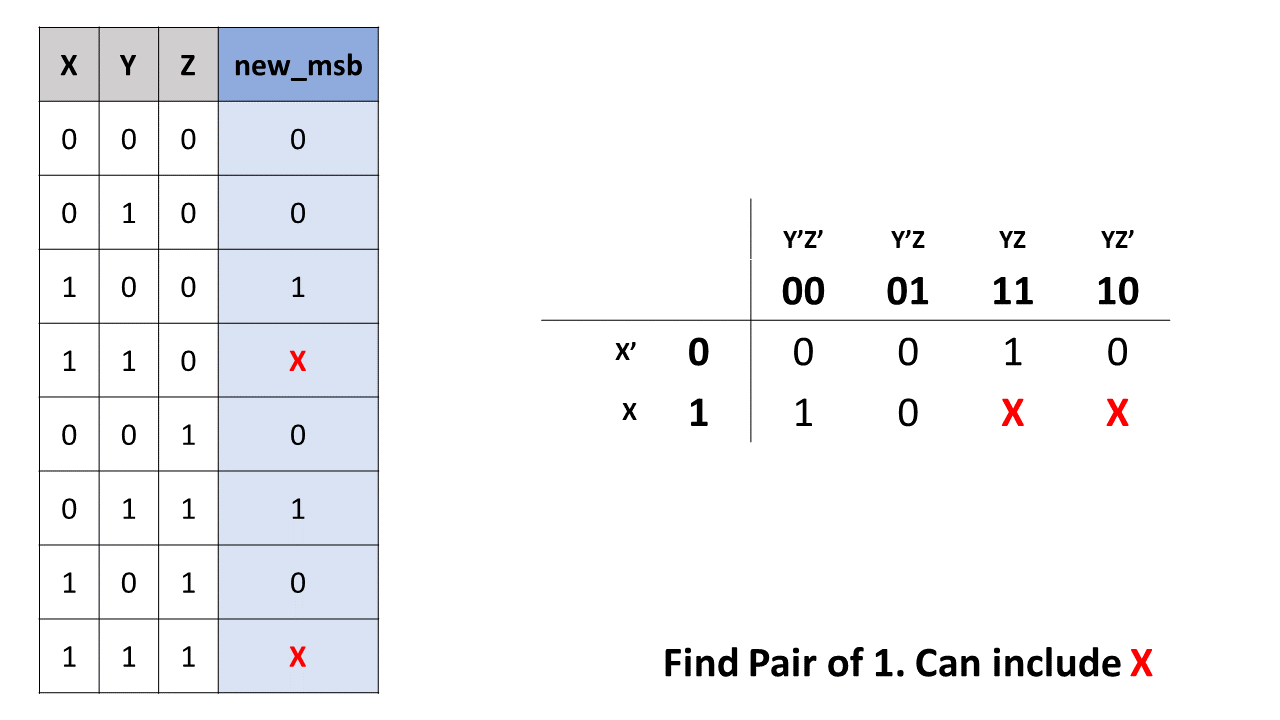 X Y Z new_msb
0 0 0 0
0 1 0 0
1 0 0 1
1 1 0 X
0 0 1 0
0 1 1 1
1 0 1 0
1 1 1 X
Y’Z’ Y’Z YZ YZ’
00 01 11 10
X’ 0 0 0 1 0
X 1 1 0 X X
Find Pair of 1. Can include X